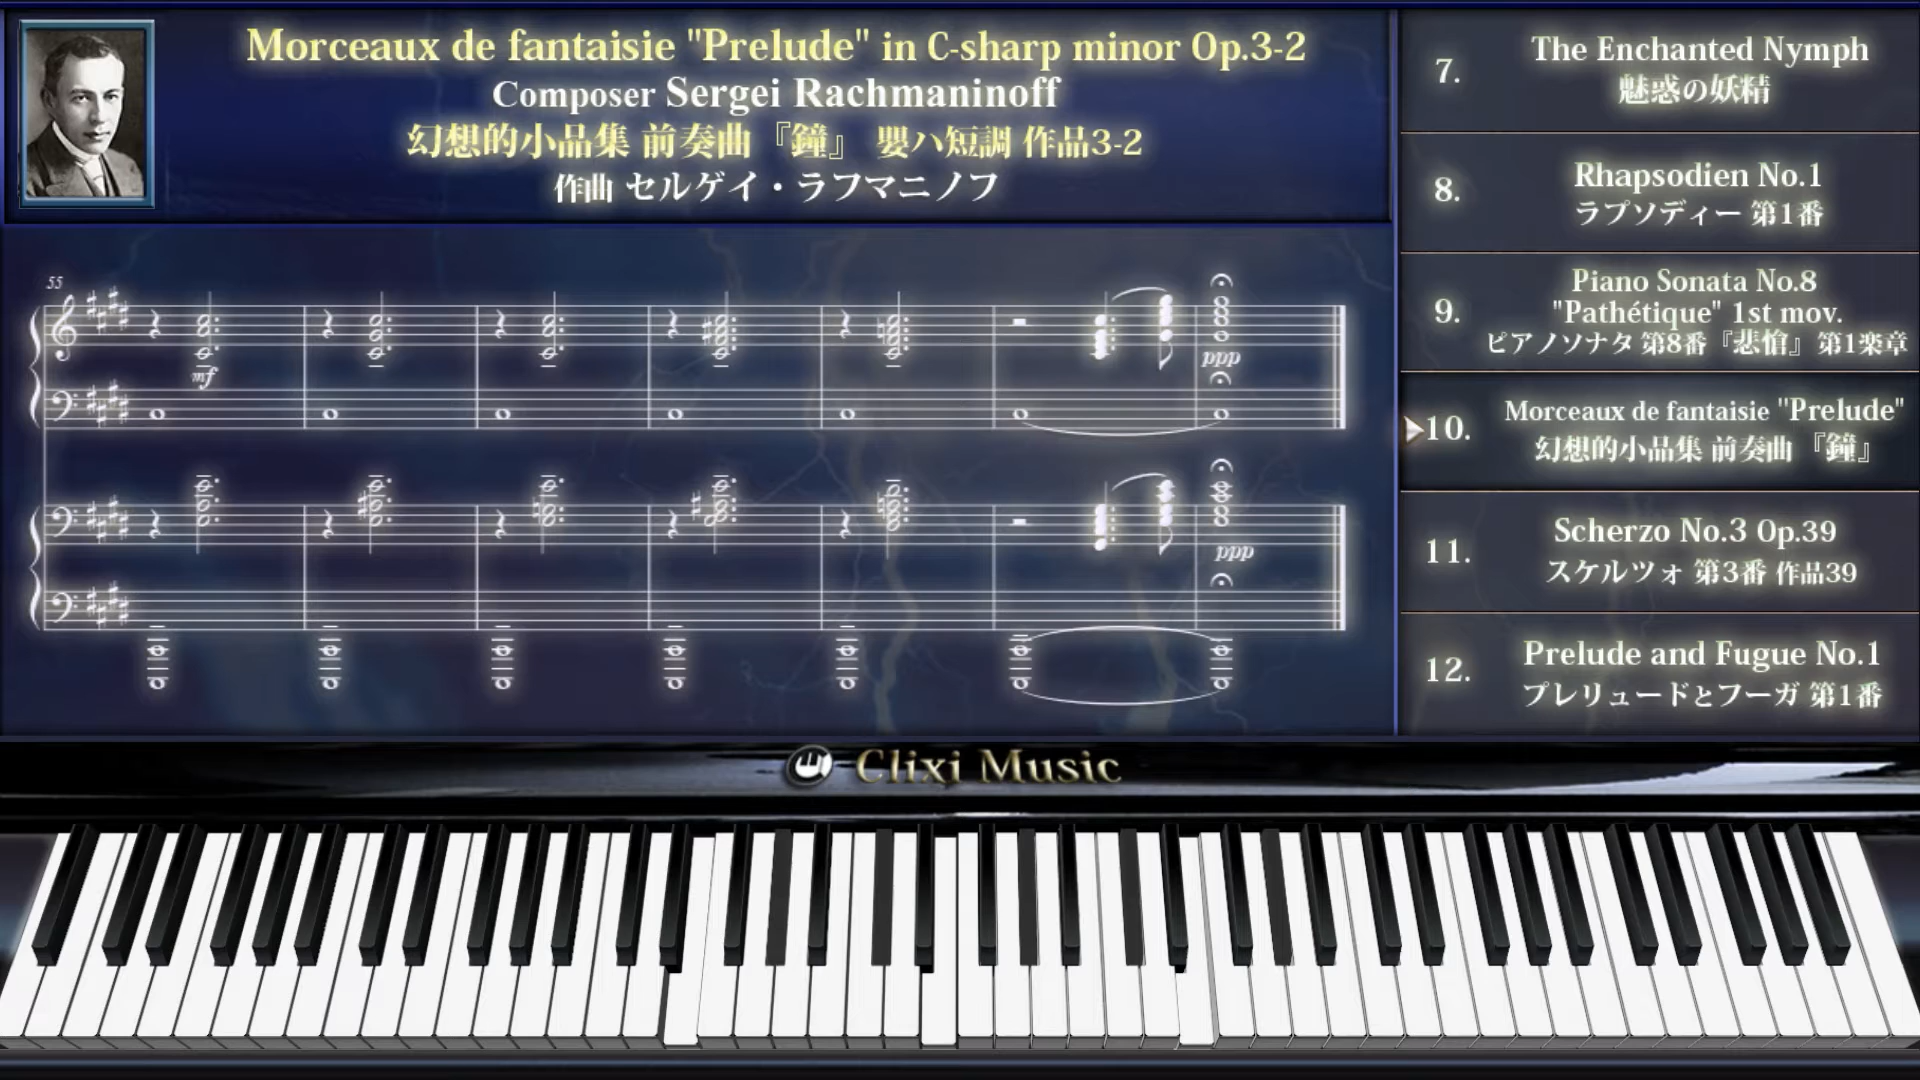 Morceaux de fantaisie "Prelude" in C-sharp minor Op.3-2
Composer Sergei Rachmaninoff
幻想的小品集 前奏曲『鐘』 嬰ハ短調 作品3-2
作曲 セルゲイ・ラフマニノフ
55
mf
ppp
ppp
7. The Enchanted Nymph
魅惑の妖精
8. Rhapsodien No.1
ラプソディー 第1番
9. Piano Sonata No.8
"Pathétique" 1st mov.
ピアノソナタ 第8番『悲愴』第1楽章
10. Morceaux de fantaisie "Prelude"
幻想的小品集 前奏曲 『鐘』
11. Scherzo No.3 Op.39
スケルツォ 第3番 作品39
12. Prelude and Fugue No.1
プレリュードとフーガ 第1番
Clixi Music